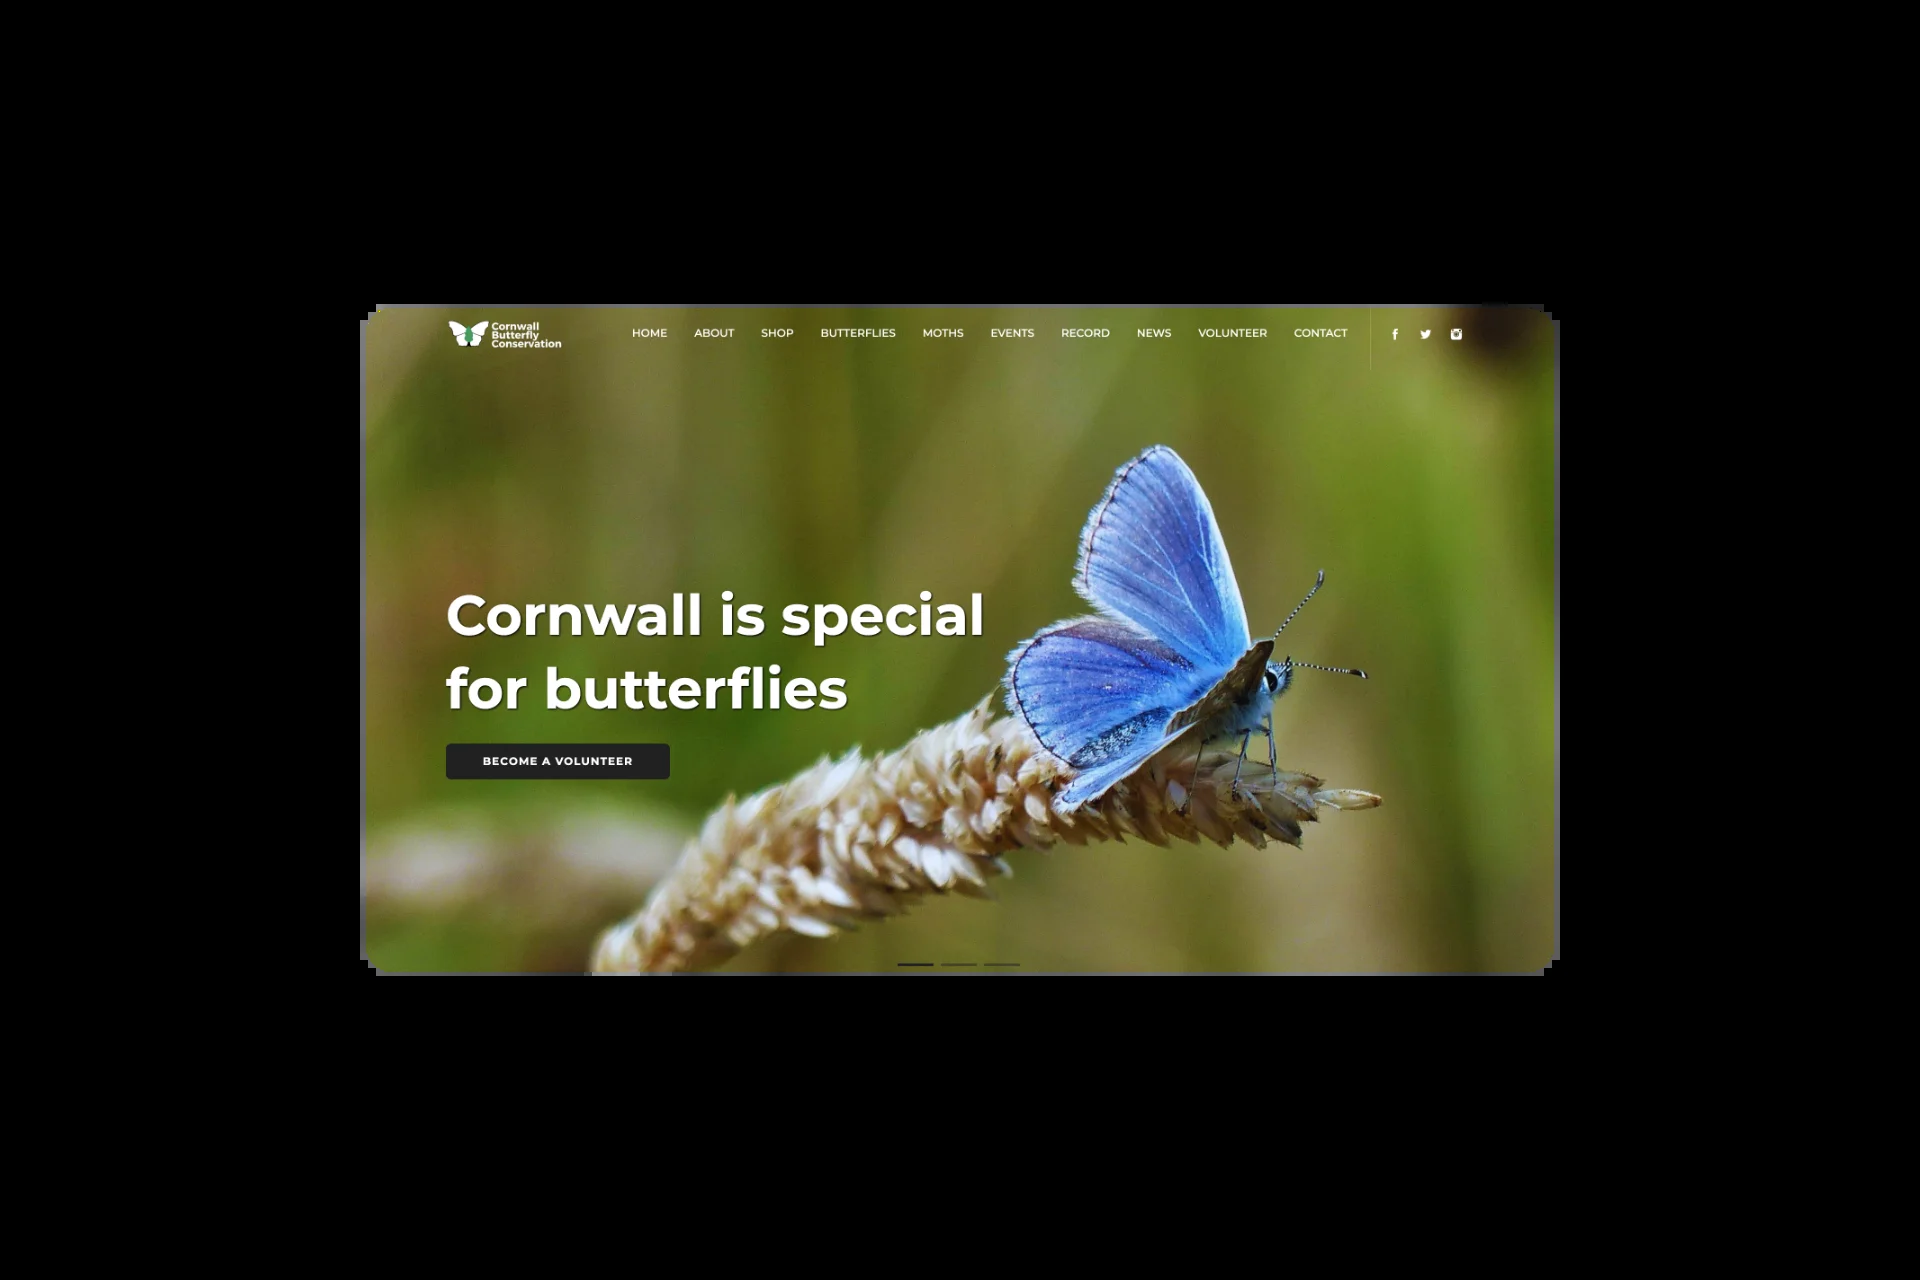 Cornwall
Butterfly
Conservation
HOME ABOUT SHOP BUTTERFLIES MOTHS EVENTS RECORD NEWS VOLUNTEER CONTACT
Cornwall is special
for butterflies
BECOME A VOLUNTEER